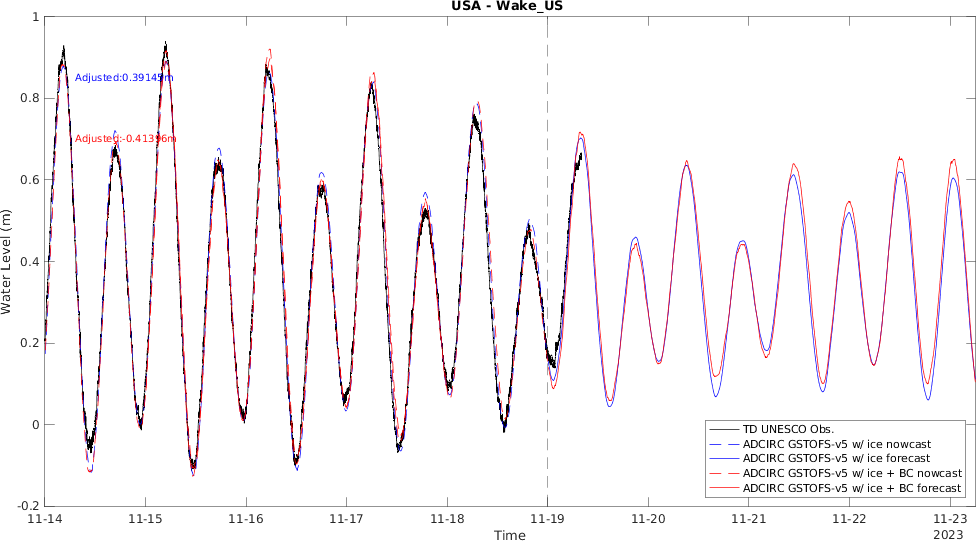 USA - Wake_US
1
0.8
0.6
0.4
0.2
0
-0.2
Water Level (m)
Adjusted:0.39145m
Adjusted:-0.41396m
TD UNESCO Obs.
ADCIRC GSTOFS-v5 w/ ice nowcast
ADCIRC GSTOFS-v5 w/ ice forecast
ADCIRC GSTOFS-v5 w/ ice + BC nowcast
ADCIRC GSTOFS-v5 w/ ice + BC forecast
11-14 11-15 11-16 11-17 11-18 11-19 11-20 11-21 11-22 11-23
Time
2023